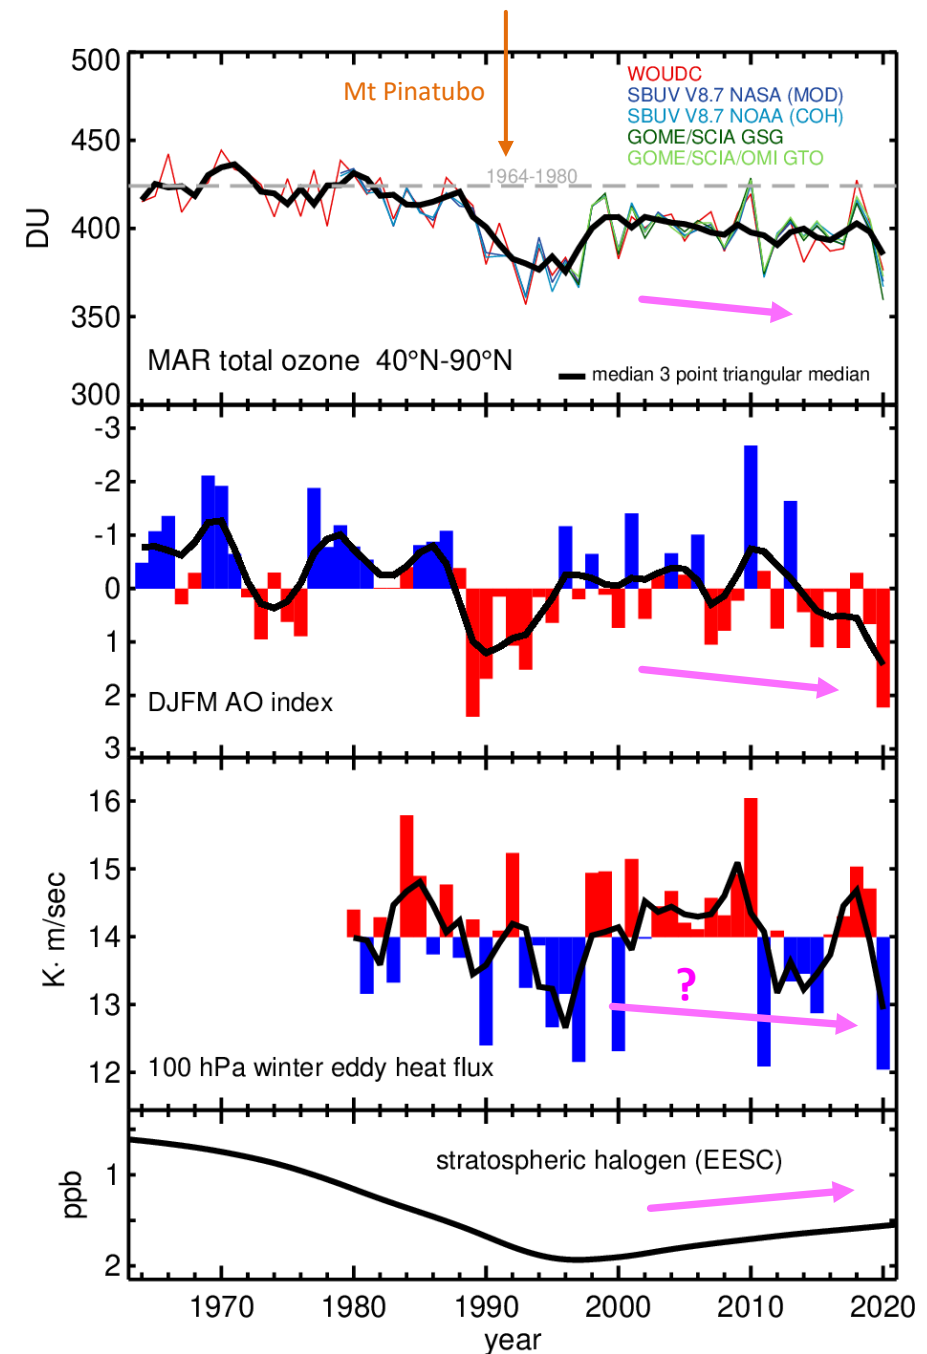 Mt Pinatubo
500
450
400
350
300
DU
WOUDC
SBUV V8.7 NASA (MOD)
SBUV V8.7 NOAA (COH)
GOME/SCIA GSG
GOME/SCIA/OMI GTO
1964-1980
MAR total ozone 40°N-90°N
median 3 point triangular median
-3
-2
-1
0
1
2
3
DJFM AO index
16
15
14
13
12
K· m/sec
?
100 hPa winter eddy heat flux
1
2
ppb
stratospheric halogen (EESC)
1970 1980 1990 2000 2010 2020
year